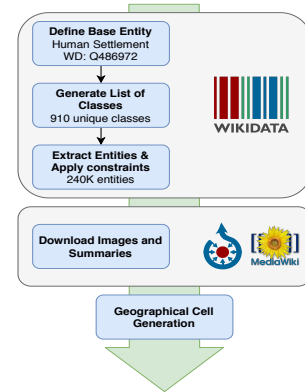 Define Base Entity
Human Settlement
WD: Q486972
Generate List of
Classes
910 unique classes
Extract Entities &
Apply constraints
240K entities
WIKIDATA
Download Images and
Summaries
MediaWiki
Geographical Cell
Generation